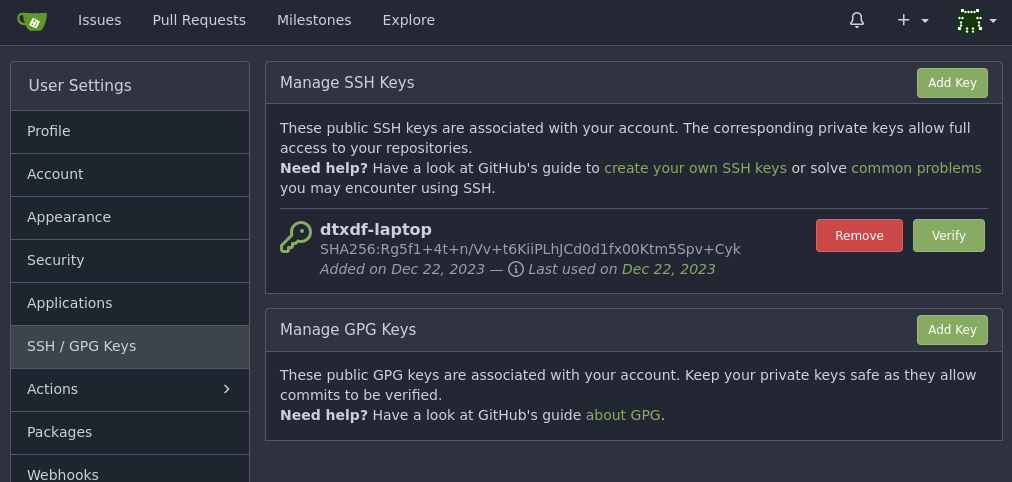 Issues Pull Requests Milestones Explore
User Settings
Profile
Account
Appearance
Security
Applications
SSH / GPG Keys
Actions
Packages
Webhooks
Manage SSH Keys Add Key
These public SSH keys are associated with your account. The corresponding private keys allow full
access to your repositories.
Need help? Have a look at GitHub's guide to create your own SSH keys or solve common problems
you may encounter using SSH.
dtxdf-laptop Remove Verify
SHA256:Rg5f1+4t+n/Vv+t6KiiPLhJCd0d1fx00Ktm5Spv+Cyk
Added on Dec 22, 2023 — Last used on Dec 22, 2023
Manage GPG Keys Add Key
These public GPG keys are associated with your account. Keep your private keys safe as they allow
commits to be verified.
Need help? Have a look at GitHub's guide about GPG.